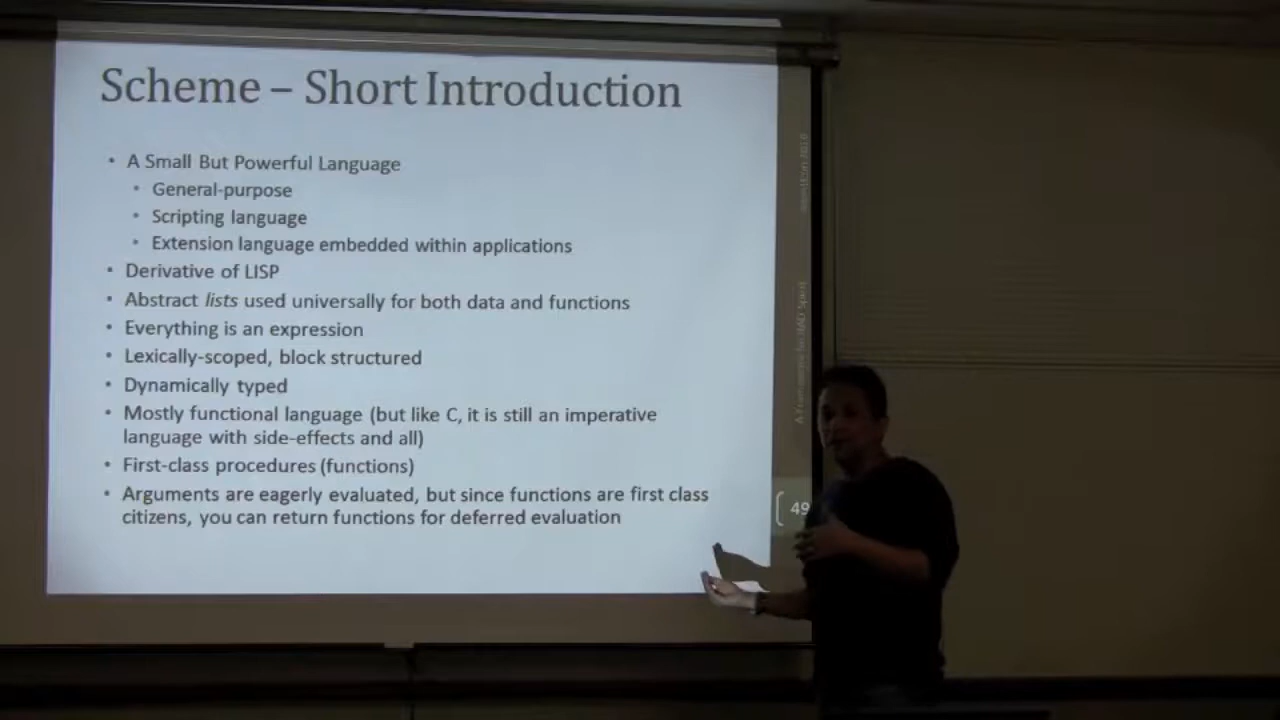 Scheme – Short Introduction
• A Small But Powerful Language
• General-purpose
• Scripting language
• Extension language embedded within applications
• Derivative of LISP
• Abstract lists used universally for both data and functions
• Everything is an expression
• Lexically-scoped, block structured
• Dynamically typed
• Mostly functional language (but like C, it is still an imperative
language with side-effects and all)
• First-class procedures (functions)
• Arguments are eagerly evaluated, but since functions are first class
citizens, you can return functions for deferred evaluation
49